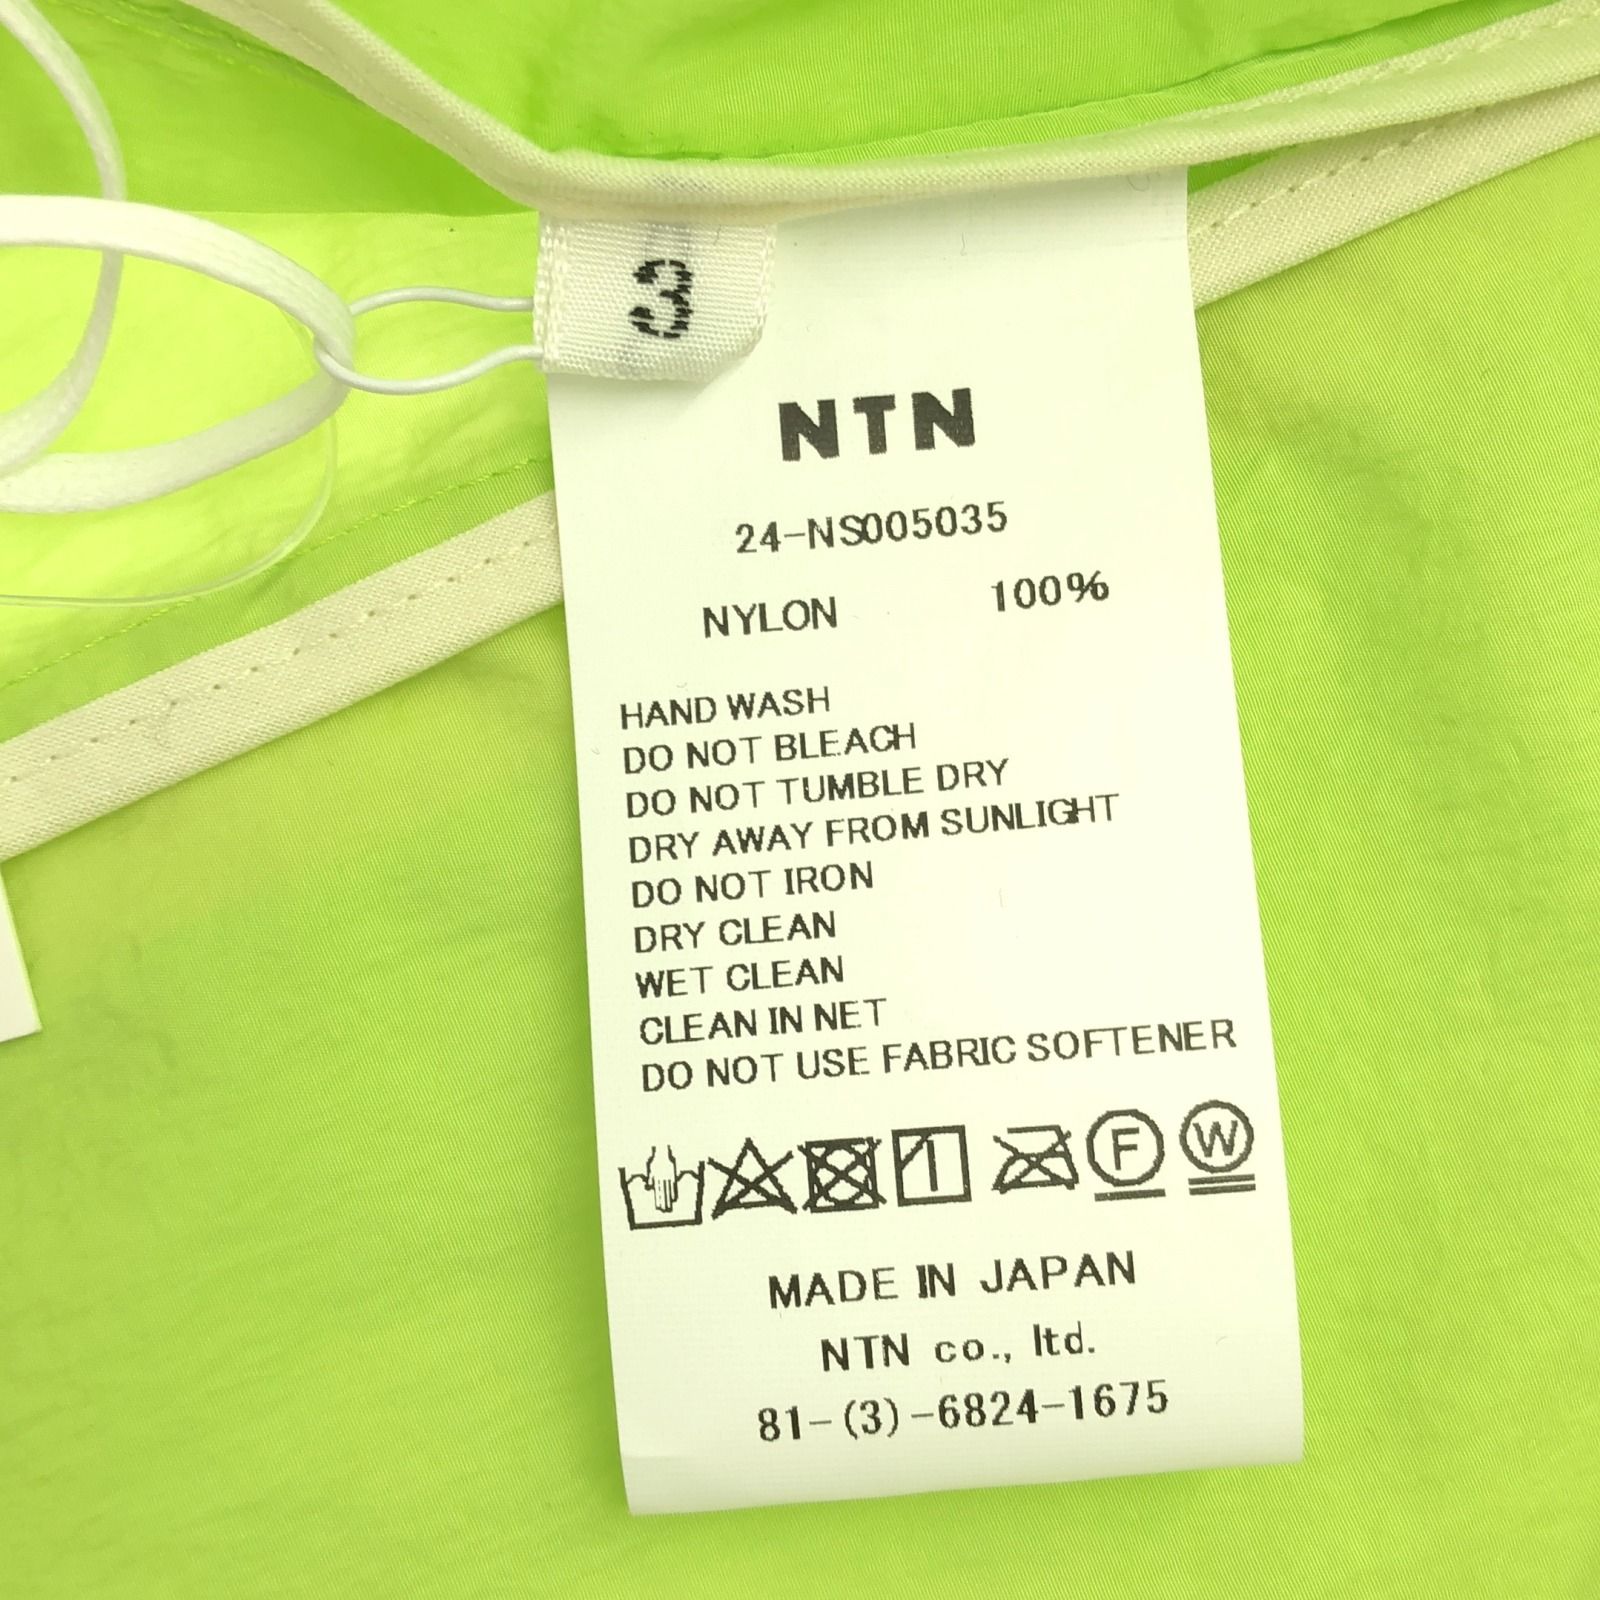 3
NTN
24-NS005035
NYLON 100%
HAND WASH
DO NOT BLEACH
DO NOT TUMBLE DRY
DRY AWAY FROM SUNLIGHT
DO NOT IRON
DRY CLEAN
WET CLEAN
CLEAN IN NET
DO NOT USE FABRIC SOFTENER
F W
MADE IN JAPAN
NTN co., ltd.
81-(3)-6824-1675